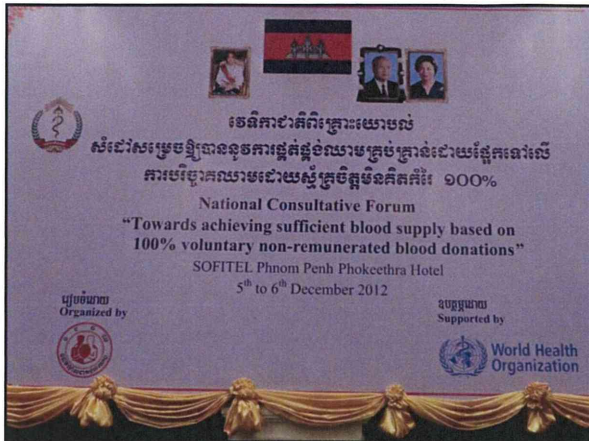 វេទិកាជាតិពិគ្រោះយោបល់
សំដៅសម្រេចឱ្យបាននូវការផ្គត់ផ្គង់ឈាមគ្រប់គ្រាន់ដោយផ្អែកទៅលើ
ការបរិច្ចាគឈាមដោយស្ម័គ្រចិត្តមិនគិតកំរៃ ១០០%
National Consultative Forum
“Towards achieving sufficient blood supply based on
100% voluntary non-remunerated blood donations”
SOFITEL Phnom Penh Phokeethra Hotel
5th to 6th December 2012
រៀបចំដោយ
Organized by
ឧបត្ថម្ភដោយ
Supported by
World Health
Organization